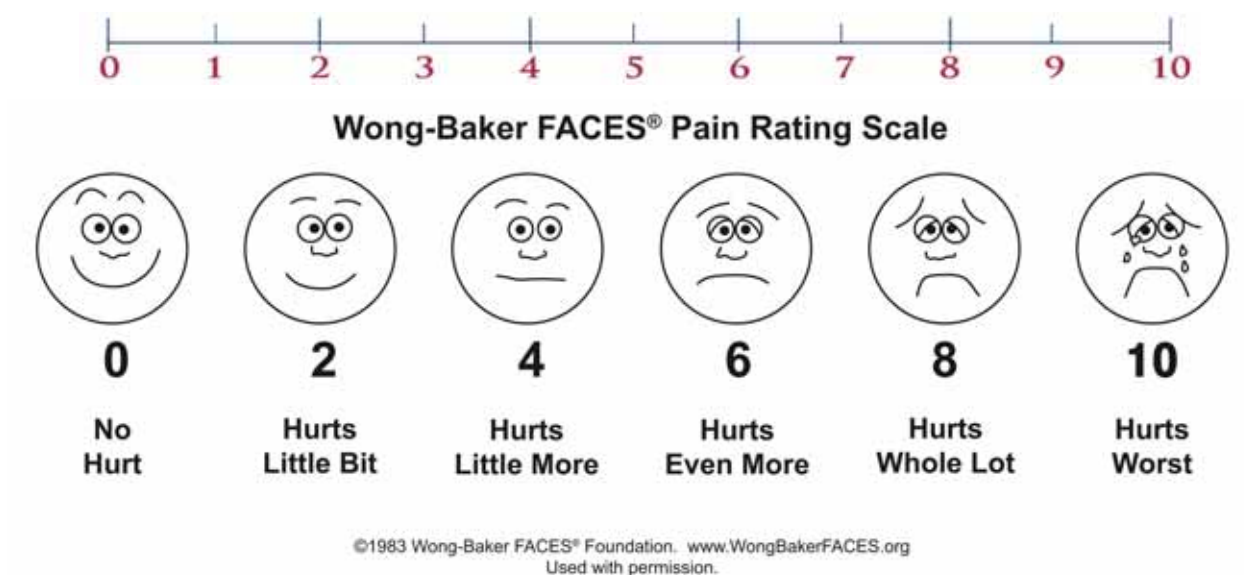 0 1 2 3 4 5 6 7 8 9 10
Wong-Baker FACES® Pain Rating Scale
0 2 4 6 8 10
No Hurts Hurts Hurts Hurts Hurts
Hurt Little Bit Little More Even More Whole Lot Worst
©1983 Wong-Baker FACES® Foundation. www.WongBakerFACES.org
Used with permission.